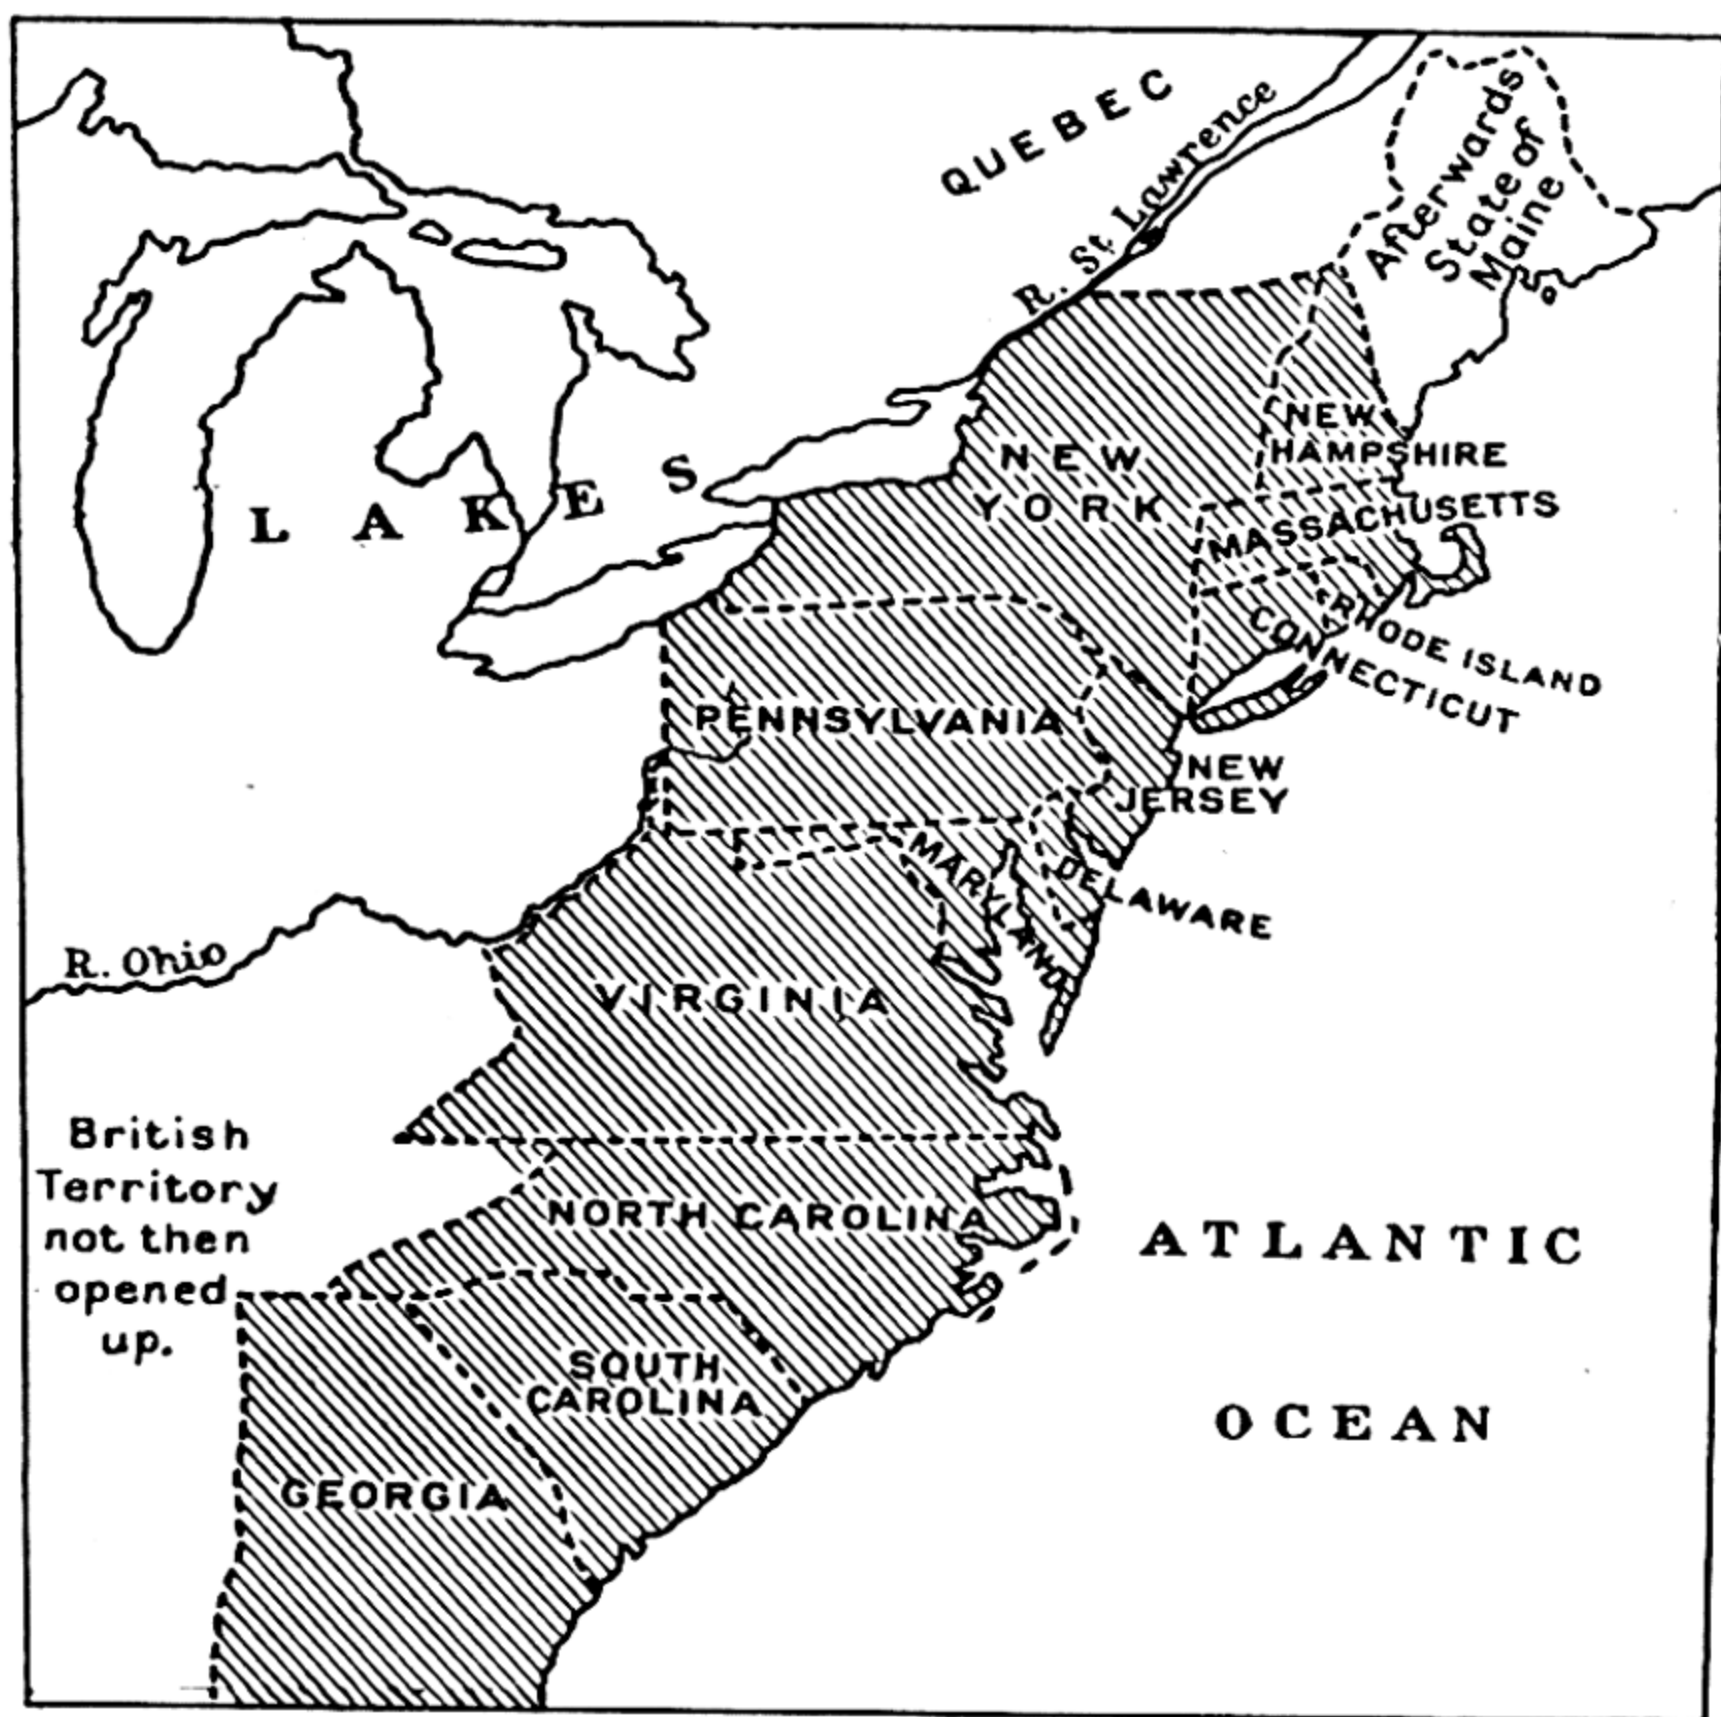 QUEBEC
R. St. Lawrence
Afterwards
State of
Maine
LAKES
NEW
YORK
NEW
HAMPSHIRE
MASSACHUSETTS
RHODE ISLAND
CONNECTICUT
PENNSYLVANIA
NEW
JERSEY
MARYLAND
DELAWARE
R. Ohio
VIRGINIA
British
Territory
not then
opened
up.
NORTH CAROLINA
ATLANTIC
OCEAN
SOUTH
CAROLINA
GEORGIA